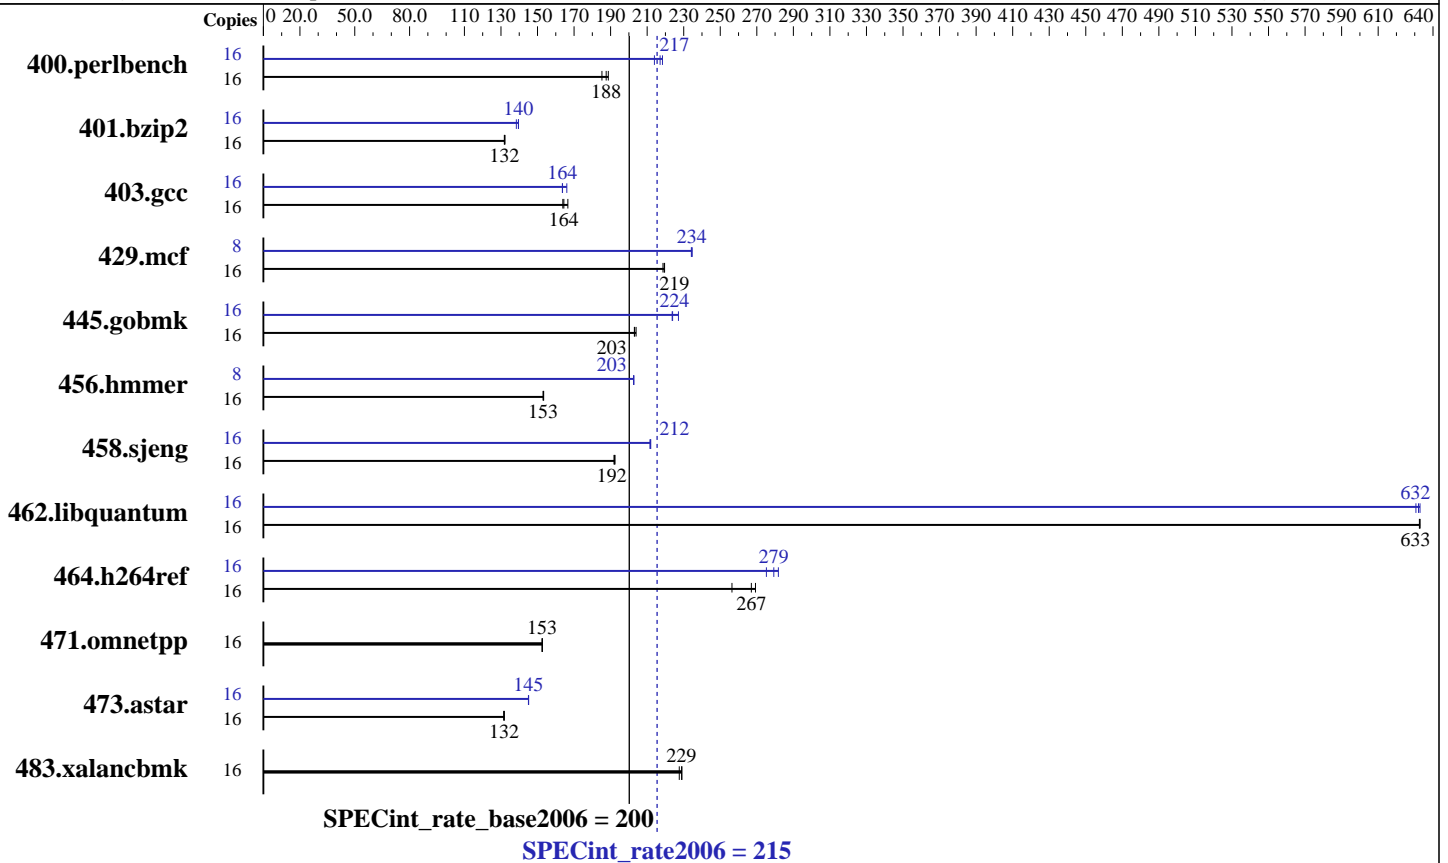 Copies 0 20.0 50.0 80.0 110 130 150 170 190 210 230 250 270 290 310 330 350 370 390 410 430 450 470 490 510 530 550 570 590 610 640
400.perlbench 16 217
16 188
401.bzip2 16 140
16 132
403.gcc 16 164
16 164
429.mcf 8 234
16 219
445.gobmk 16 224
16 203
456.hmmer 8 203
16 153
458.sjeng 16 212
16 192
462.libquantum 16 632
16 633
464.h264ref 16 279
16 267
471.omnetpp 16 153
473.astar 16 145
16 132
483.xalancbmk 16 229
SPECint_rate_base2006 = 200
SPECint_rate2006 = 215